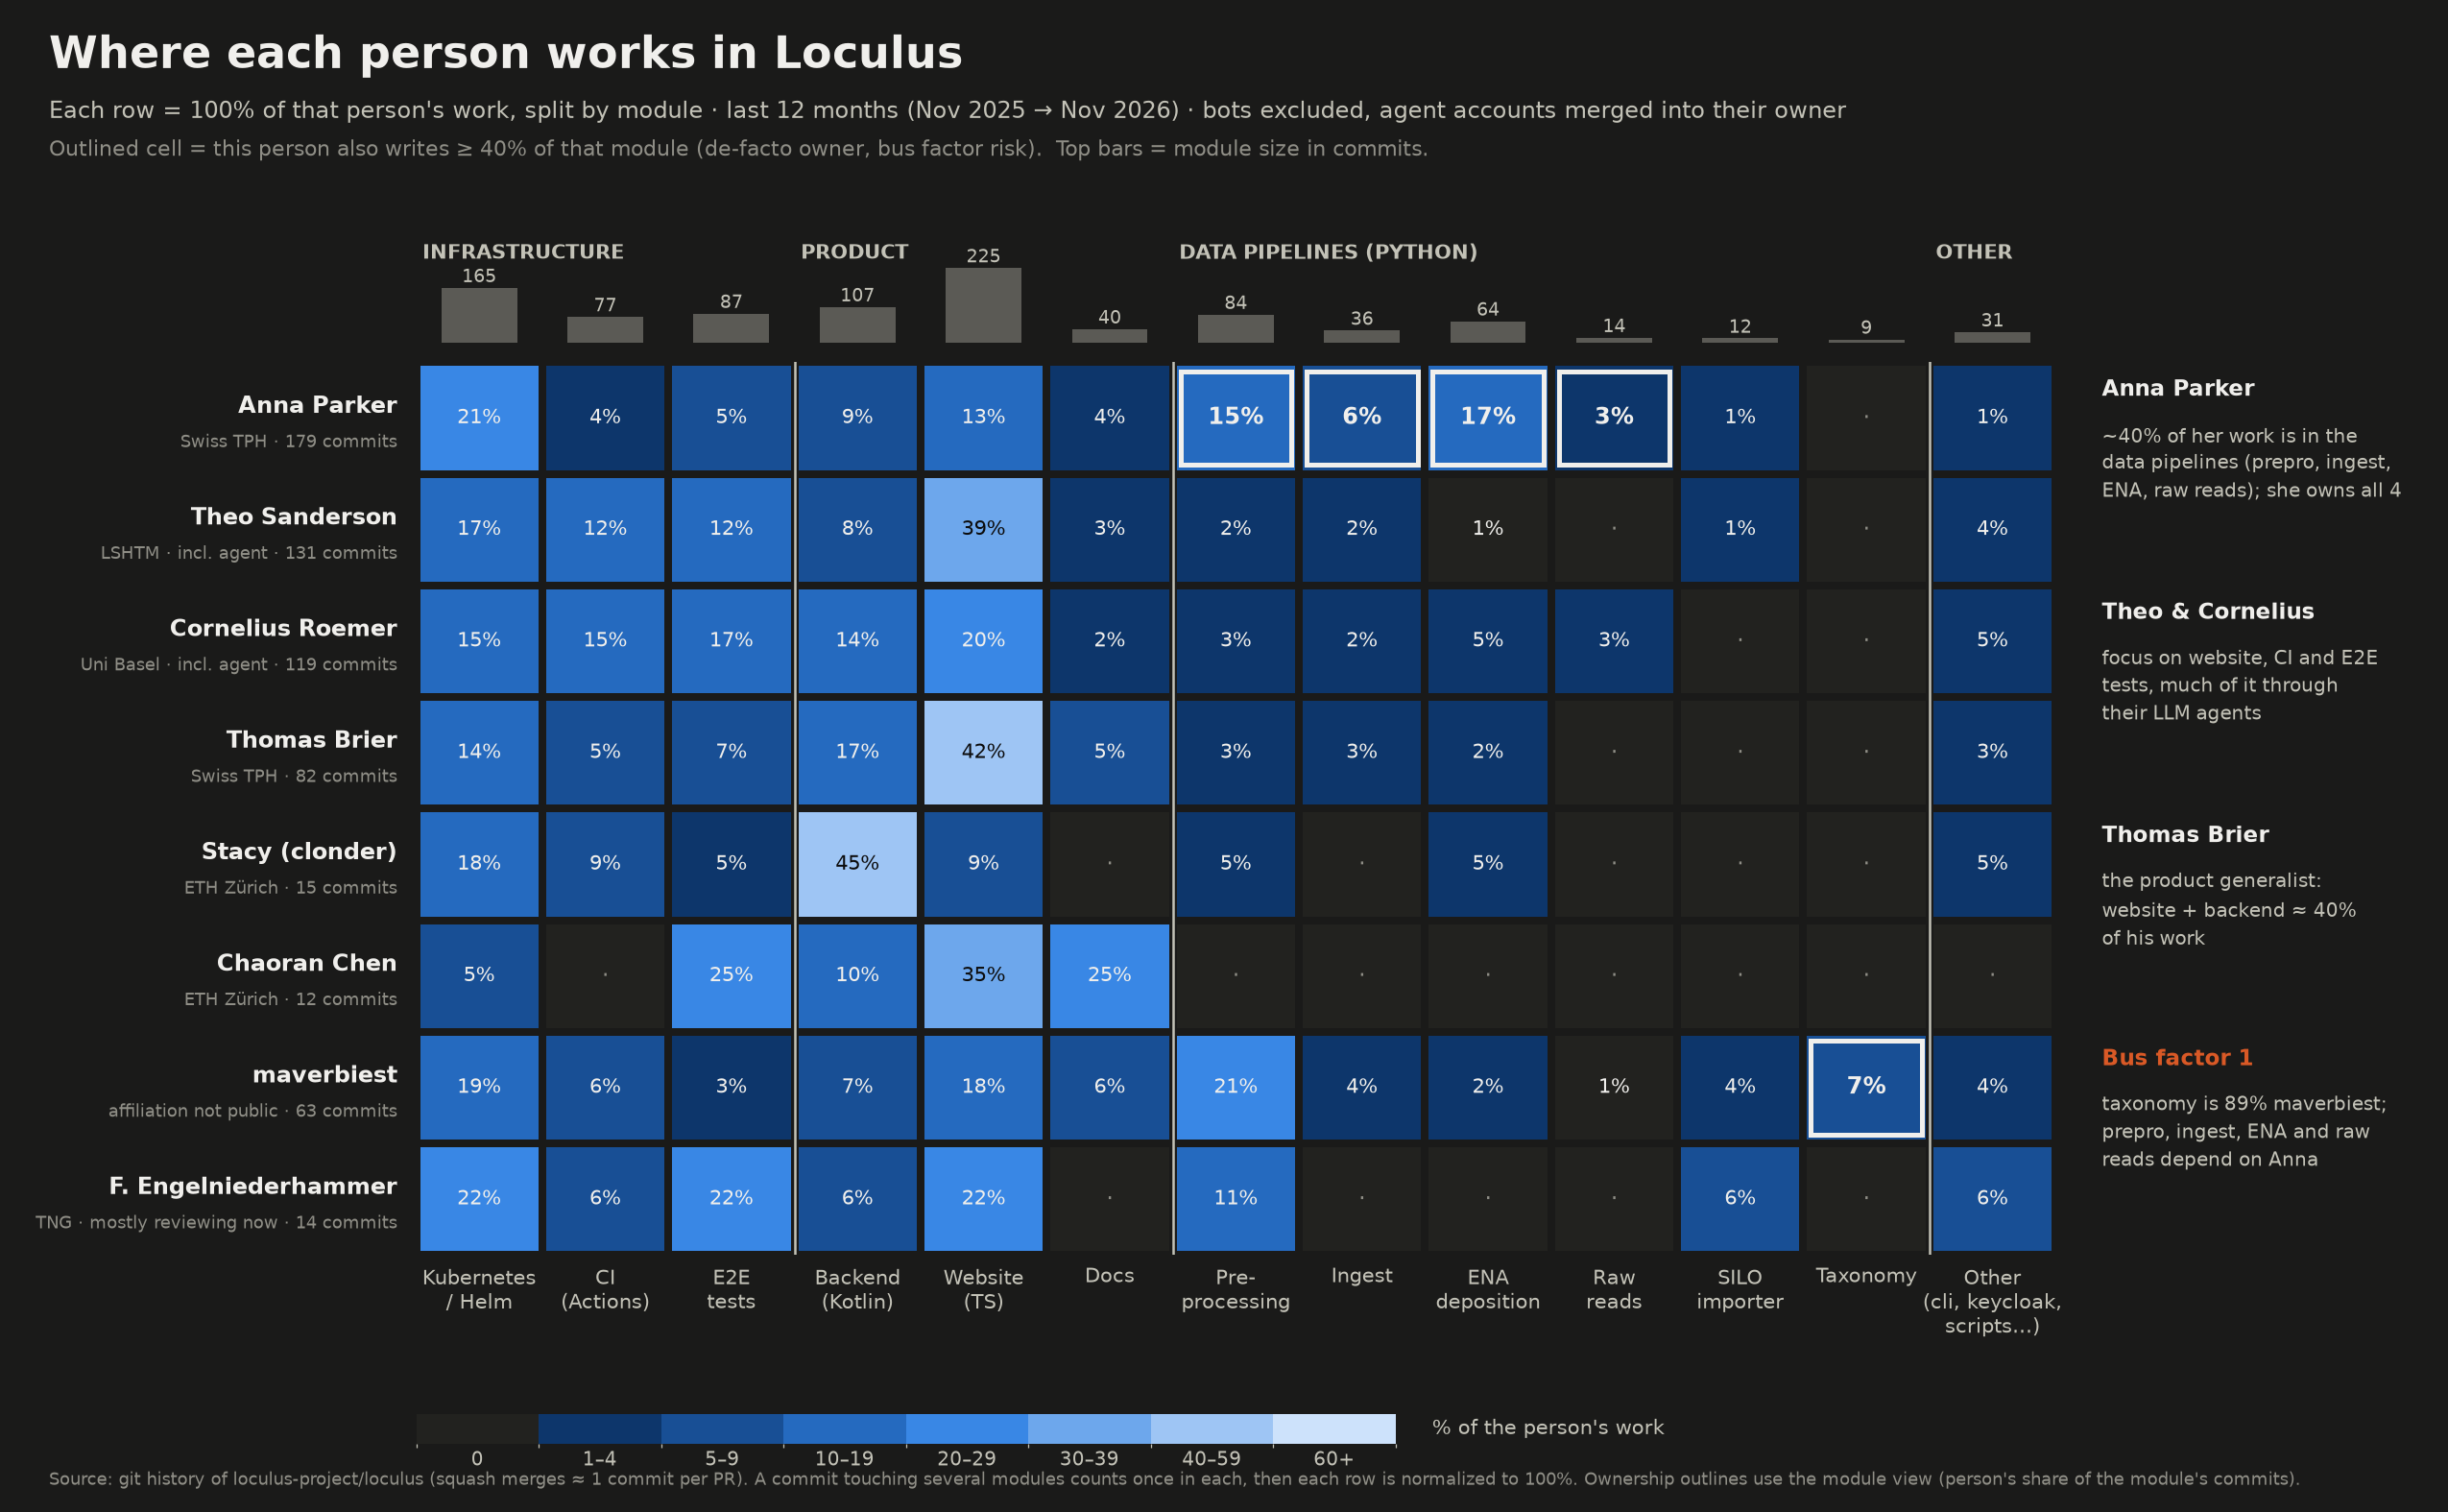 Where each person works in Loculus
Each row = 100% of that person's work, split by module · last 12 months (Nov 2025 → Nov 2026) · bots excluded, agent accounts merged into their owner
Outlined cell = this person also writes ≥ 40% of that module (de-facto owner, bus factor risk).  Top bars = module size in commits.
INFRASTRUCTURE PRODUCT DATA PIPELINES (PYTHON) OTHER
165 77 87 107 225 40 84 36 64 14 12 9 31
Anna Parker
Swiss TPH · 179 commits
21% 4% 5% 9% 13% 4% 15% 6% 17% 3% 1% · 1%
Theo Sanderson
LSHTM · incl. agent · 131 commits
17% 12% 12% 8% 39% 3% 2% 2% 1% · 1% · 4%
Cornelius Roemer
Uni Basel · incl. agent · 119 commits
15% 15% 17% 14% 20% 2% 3% 2% 5% 3% · · 5%
Thomas Brier
Swiss TPH · 82 commits
14% 5% 7% 17% 42% 5% 3% 3% 2% · · · 3%
Stacy (clonder)
ETH Zürich · 15 commits
18% 9% 5% 45% 9% · 5% · 5% · · · 5%
Chaoran Chen
ETH Zürich · 12 commits
5% · 25% 10% 35% 25% · · · · · · ·
maverbiest
affiliation not public · 63 commits
19% 6% 3% 7% 18% 6% 21% 4% 2% 1% 4% 7% 4%
F. Engelniederhammer
TNG · mostly reviewing now · 14 commits
22% 6% 22% 6% 22% · 11% · · · 6% · 6%
Anna Parker
~40% of her work is in the
data pipelines (prepro, ingest,
ENA, raw reads); she owns all 4
Theo & Cornelius
focus on website, CI and E2E
tests, much of it through
their LLM agents
Thomas Brier
the product generalist:
website + backend ≈ 40%
of his work
Bus factor 1
taxonomy is 89% maverbiest;
prepro, ingest, ENA and raw
reads depend on Anna
Kubernetes
/ Helm
CI
(Actions)
E2E
tests
Backend
(Kotlin)
Website
(TS)
Docs
Pre-
processing
Ingest
ENA
deposition
Raw
reads
SILO
importer
Taxonomy
Other
(cli, keycloak,
scripts…)
0 1–4 5–9 10–19 20–29 30–39 40–59 60+
% of the person's work
Source: git history of loculus-project/loculus (squash merges ≈ 1 commit per PR). A commit touching several modules counts once in each, then each row is normalized to 100%. Ownership outlines use the module view (person's share of the module's commits).